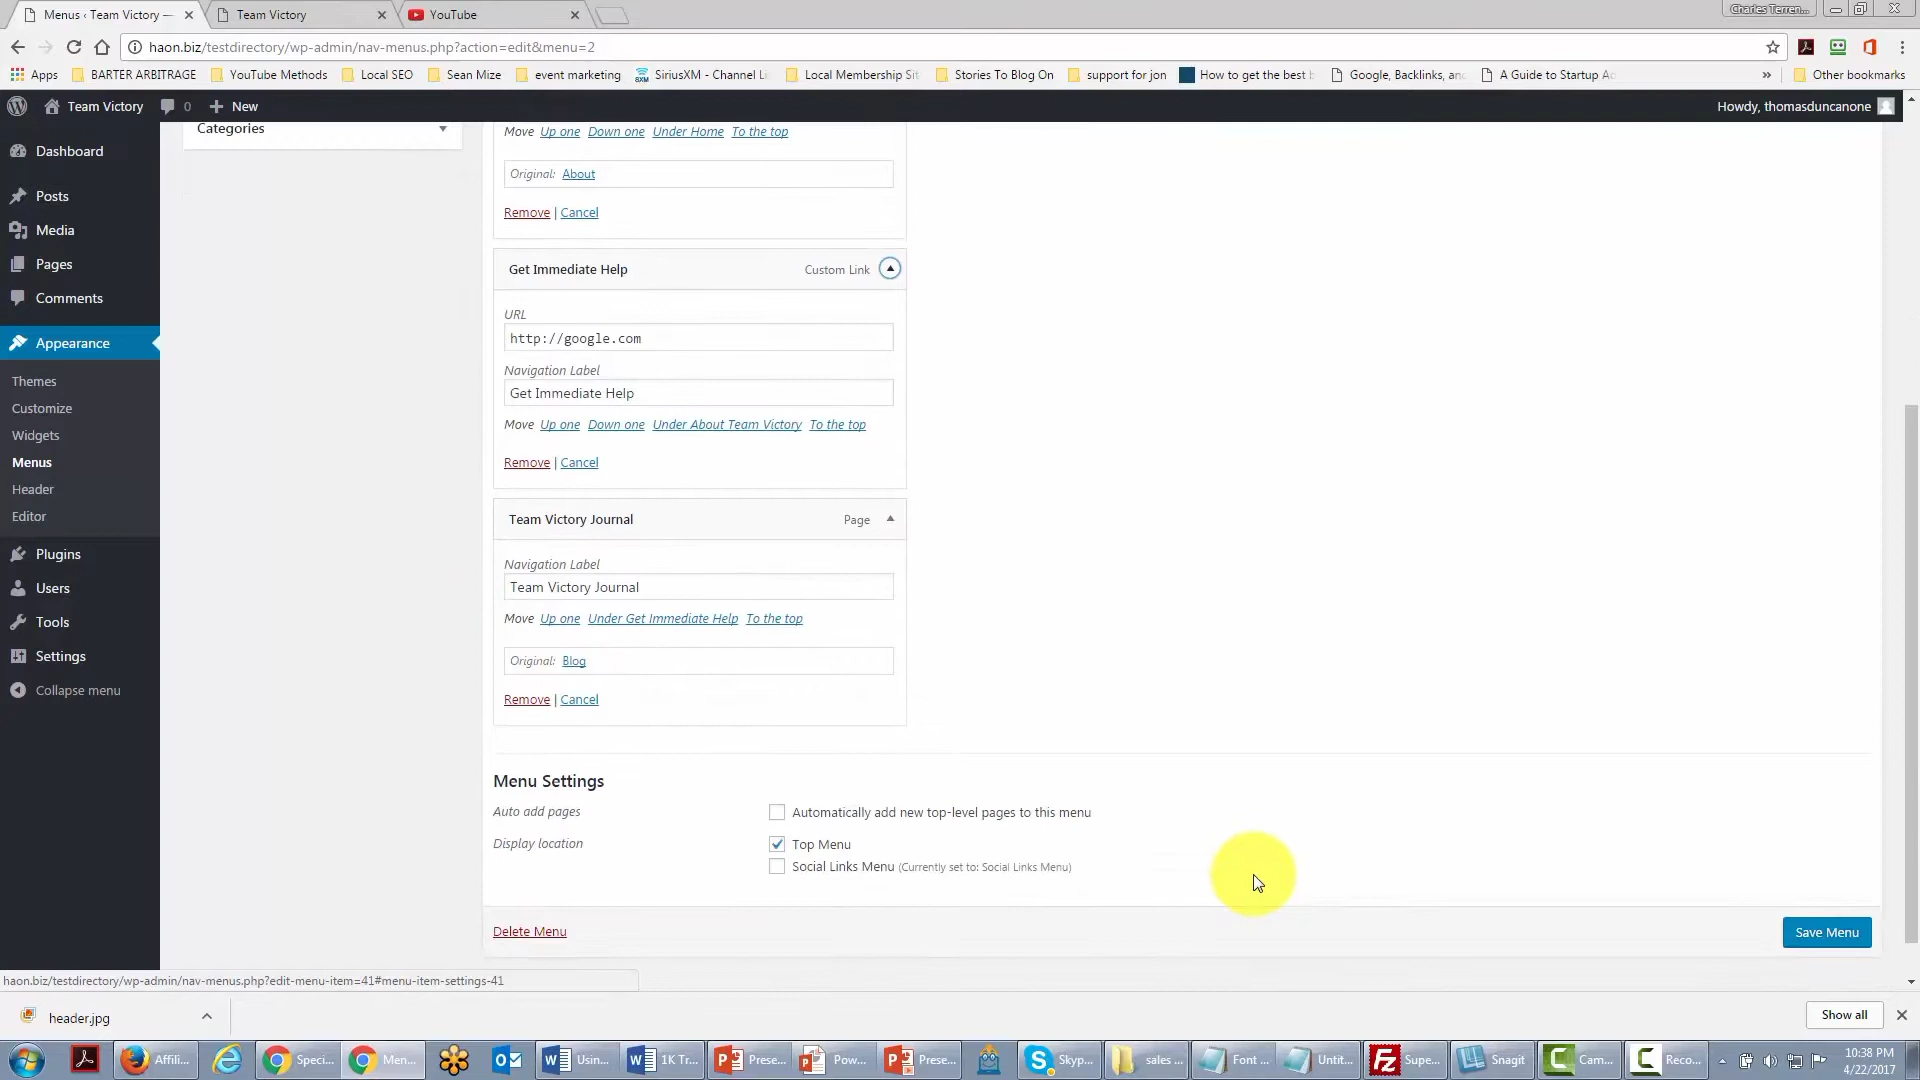 Menus ‹ Team Victory —
Team Victory
YouTube
Charles Terren...
haon.biz/testdirectory/wp-admin/nav-menus.php?action=edit&menu=2
Apps
BARTER ARBITRAGE
YouTube Methods
Local SEO
Sean Mize
event marketing
SiriusXM - Channel Li
Local Membership Sit
Stories To Blog On
support for jon
How to get the best b
Google, Backlinks, and
A Guide to Startup Ac
»
Other bookmarks
Team Victory
0
New
Howdy, thomasduncanone
Categories
Dashboard
Posts
Media
Pages
Comments
Appearance
Themes
Customize
Widgets
Menus
Header
Editor
Plugins
Users
Tools
Settings
Collapse menu
Move Up one Down one Under Home To the top
Original: About
Remove | Cancel
Get Immediate Help Custom Link
URL
http://google.com
Navigation Label
Get Immediate Help
Move Up one Down one Under About Team Victory To the top
Remove | Cancel
Team Victory Journal Page
Navigation Label
Team Victory Journal
Move Up one Under Get Immediate Help To the top
Original: Blog
Remove | Cancel
Menu Settings
Auto add pages
Automatically add new top-level pages to this menu
Display location
Top Menu
Social Links Menu (Currently set to: Social Links Menu)
Delete Menu
Save Menu
haon.biz/testdirectory/wp-admin/nav-menus.php?edit-menu-item=41#menu-item-settings-41
header.jpg
Show all
Affili...
Speci...
Men...
Usin...
1K Tr...
Prese...
Pow...
Prese...
Skyp...
sales ...
Font ...
Untit...
Supe...
Snagit
Cam...
Reco...
10:38 PM
4/22/2017